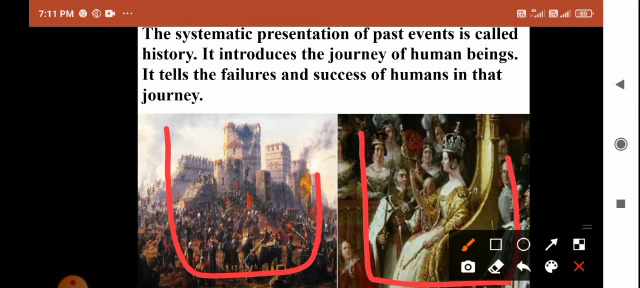 7:11 PM
80
The systematic presentation of past events is called
history. It introduces the journey of human beings.
It tells the failures and success of humans in that
journey.